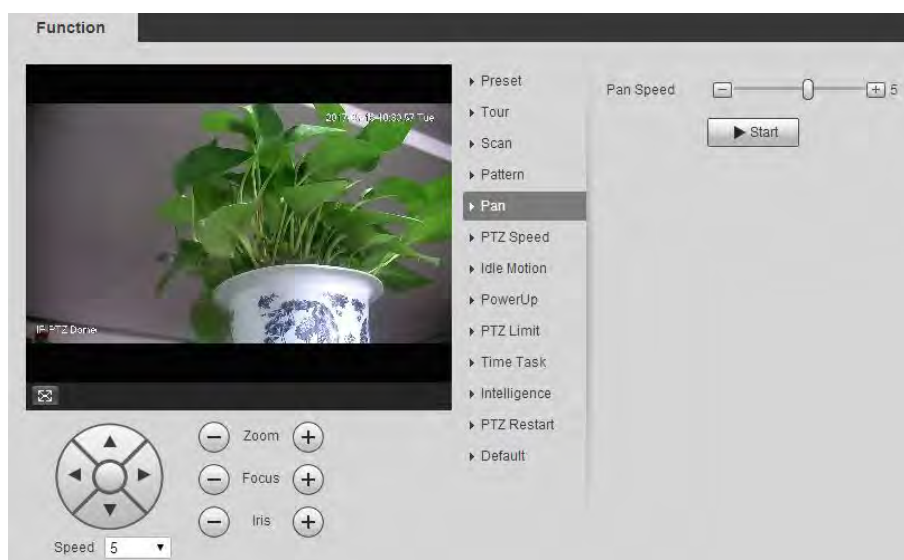 Function
Tue
Preset
Tour
Scan
Pattern
Pan
PTZ Speed
Idle Motion
PowerUp
PTZ Limit
Time Task
Intelligence
PTZ Restart
Default
Pan Speed
5
Start
IP PTZ Dome
Zoom
Focus
Iris
Speed 5